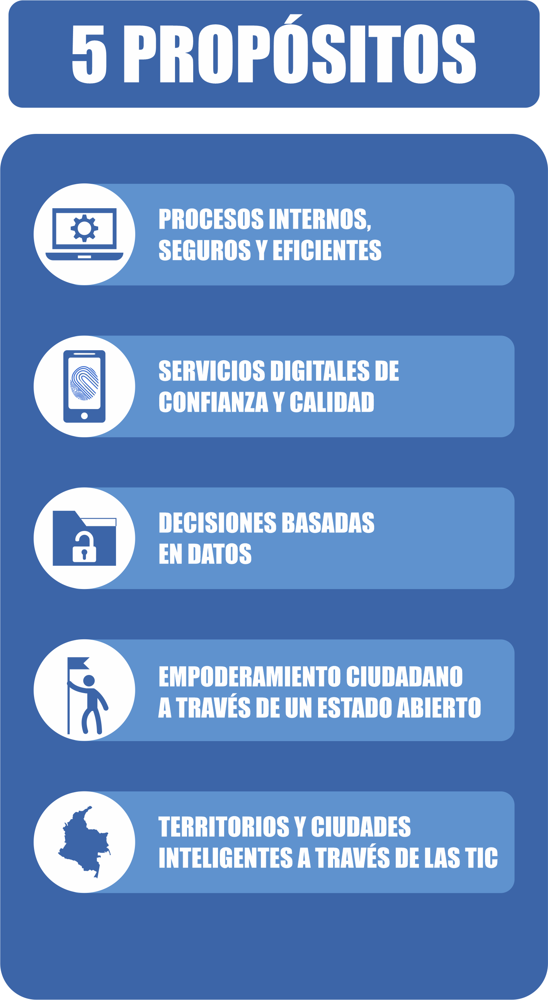 5 PROPÓSITOS
PROCESOS INTERNOS,
SEGUROS Y EFICIENTES
SERVICIOS DIGITALES DE
CONFIANZA Y CALIDAD
DECISIONES BASADAS
EN DATOS
EMPODERAMIENTO CIUDADANO
A TRAVÉS DE UN ESTADO ABIERTO
TERRITORIOS Y CIUDADES
INTELIGENTES A TRAVÉS DE LAS TIC